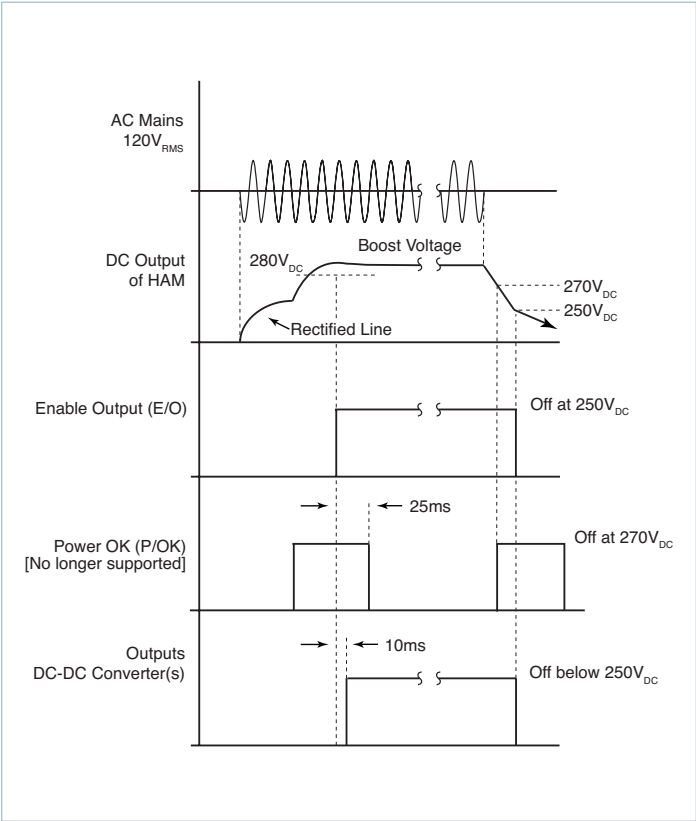 AC Mains
120V_RMS
DC Output
of HAM
280V_DC
Boost Voltage
270V_DC
250V_DC
Rectified Line
Enable Output (E/O)
Off at 250V_DC
25ms
Power OK (P/OK)
[No longer supported]
Off at 270V_DC
Outputs
DC-DC Converter(s)
10ms
Off below 250V_DC